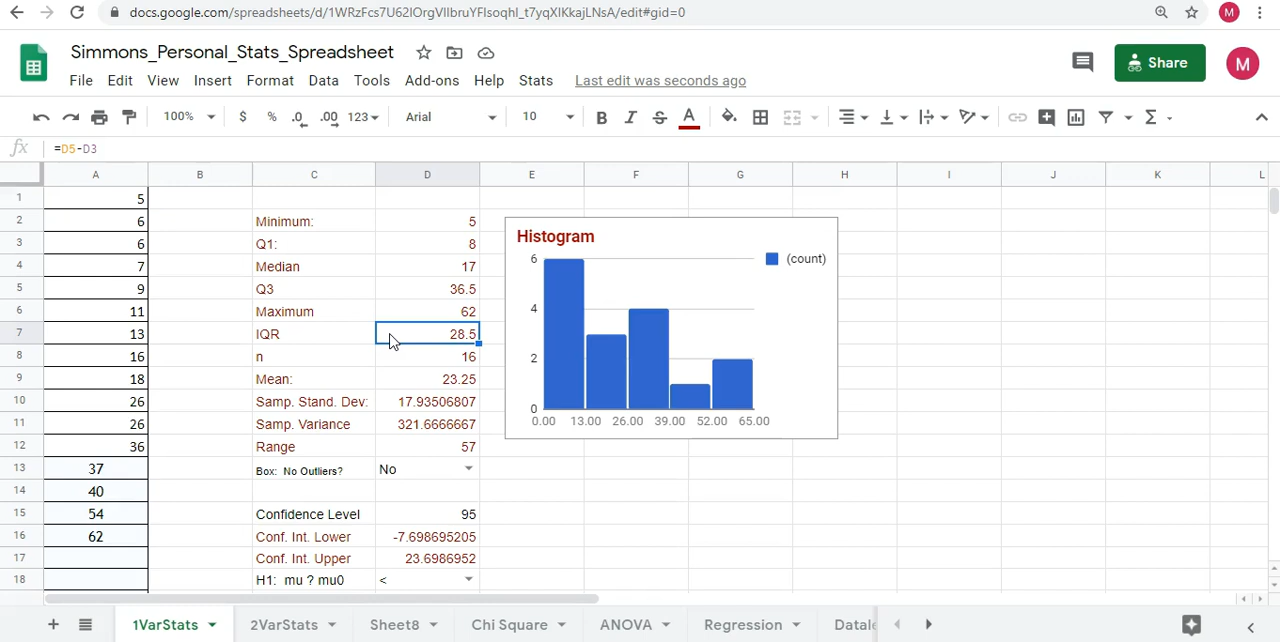 docs.google.com/spreadsheets/d/1WRzFcs7U62IOrgVIlbruYFIsoqhI_t7yqXIKkajLNsA/edit#gid=0 M
Simmons_Personal_Stats_Spreadsheet
File Edit View Insert Format Data Tools Add-ons Help Stats Last edit was seconds ago Share M
100% $ % .0 .00 123 Arial 10 B I S A Σ
fx =D5-D3
A B C D E F G H I J K L
1 5
2 6 Minimum: 5
3 6 Q1: 8
4 7 Median 17
5 9 Q3 36.5
6 11 Maximum 62
7 13 IQR 28.5
8 16 n 16
9 18 Mean: 23.25
10 26 Samp. Stand. Dev: 17.93506807
11 26 Samp. Variance 321.6666667
12 36 Range 57
13 37 Box: No Outliers? No
14 40
15 54 Confidence Level 95
16 62 Conf. Int. Lower -7.698695205
17 Conf. Int. Upper 23.6986952
18 H1: mu ? mu0 <
Histogram
(count)
6
4
2
0
0.00 13.00 26.00 39.00 52.00 65.00
+ 1VarStats 2VarStats Sheet8 Chi Square ANOVA Regression Datal